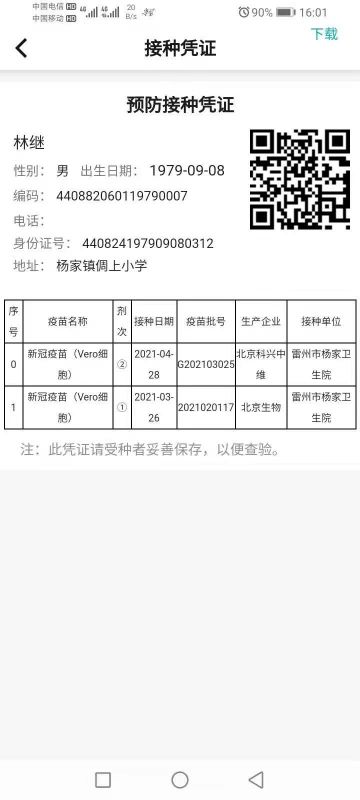 中国电信 HD 4G 4G 20 90% 16:01
中国移动 HD B/s
下载
接种凭证
预防接种凭证
林继
性别： 男 出生日期： 1979-09-08
编码： 440882060119790007
电话：
身份证号： 440824197909080312
地址： 杨家镇倜上小学
序号 疫苗名称 剂次 接种日期 疫苗批号 生产企业 接种单位
0 新冠疫苗（Vero细胞） ② 2021-04-28 G202103025 北京科兴中维 雷州市杨家卫生院
1 新冠疫苗（Vero细胞） ① 2021-03-26 2021020117 北京生物 雷州市杨家卫生院
注：此凭证请受种者妥善保存，以便查验。